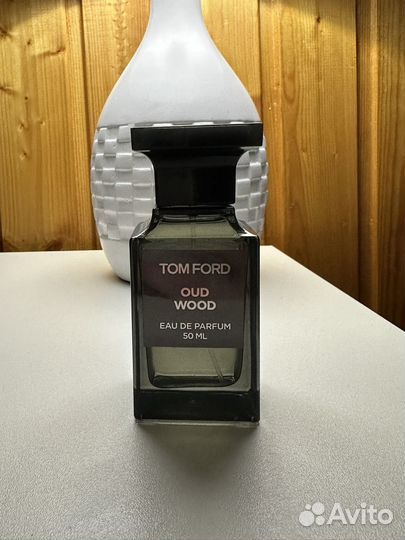 TOM FORD
OUD
WOOD
EAU DE PARFUM
50 ML
Avito